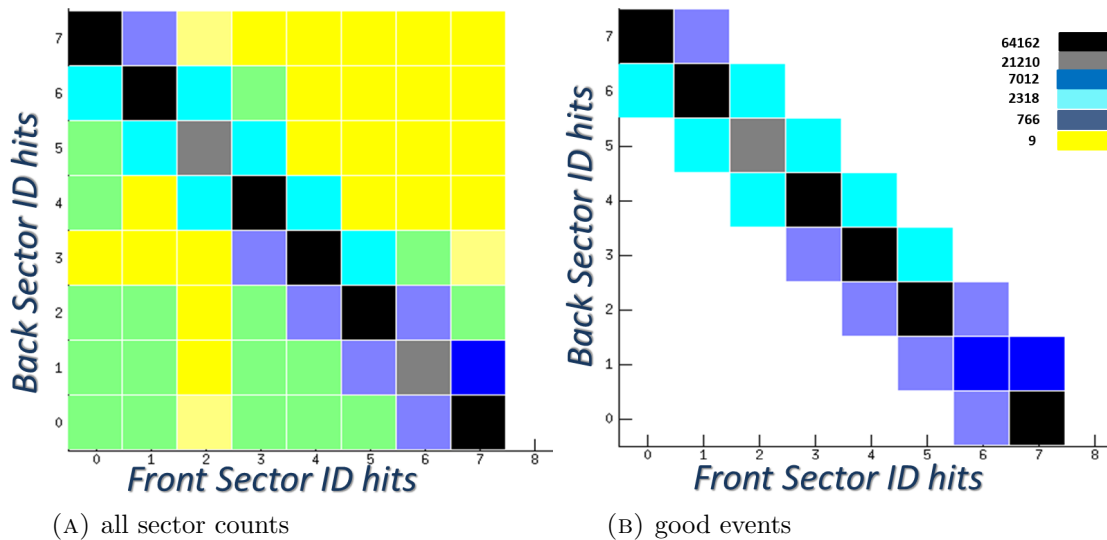 7
6
5
4
3
2
1
0
Back Sector ID hits
0 1 2 3 4 5 6 7 8
Front Sector ID hits
(A) all sector counts
7
6
5
4
3
2
1
0
Back Sector ID hits
0 1 2 3 4 5 6 7 8
Front Sector ID hits
(B) good events
64162
21210
7012
2318
766
9